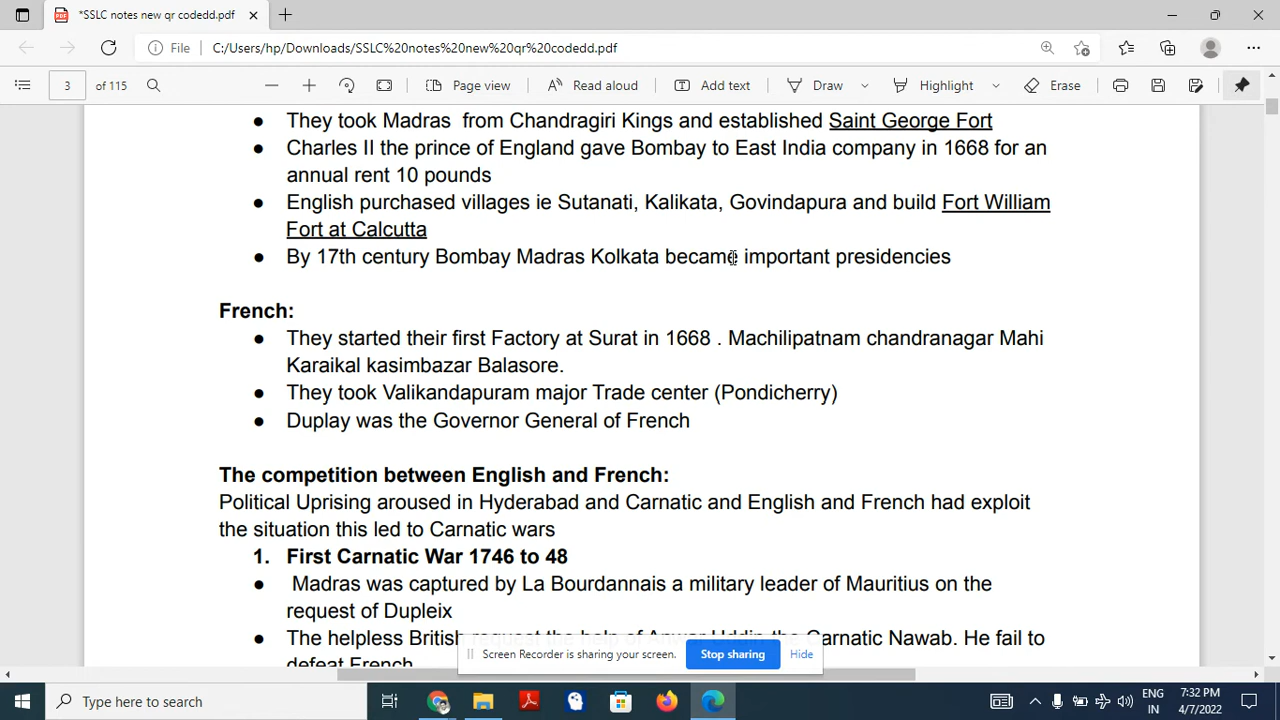 *SSLC notes new qr codedd.pdf
File C:/Users/hp/Downloads/SSLC%20notes%20new%20qr%20codedd.pdf
3 of 115 Page view Read aloud Add text Draw Highlight Erase
● They took Madras from Chandragiri Kings and established Saint George Fort
● Charles II the prince of England gave Bombay to East India company in 1668 for an
annual rent 10 pounds
● English purchased villages ie Sutanati, Kalikata, Govindapura and build Fort William
Fort at Calcutta
● By 17th century Bombay Madras Kolkata became important presidencies
French:
● They started their first Factory at Surat in 1668 . Machilipatnam chandranagar Mahi
Karaikal kasimbazar Balasore.
● They took Valikandapuram major Trade center (Pondicherry)
● Duplay was the Governor General of French
The competition between English and French:
Political Uprising aroused in Hyderabad and Carnatic and English and French had exploit
the situation this led to Carnatic wars
1. First Carnatic War 1746 to 48
● Madras was captured by La Bourdannais a military leader of Mauritius on the
request of Dupleix
● The helpless British request the help of Anwar Uddin the Carnatic Nawab. He fail to
defeat French
Screen Recorder is sharing your screen. Stop sharing Hide
Type here to search
ENG
IN
7:32 PM
4/7/2022